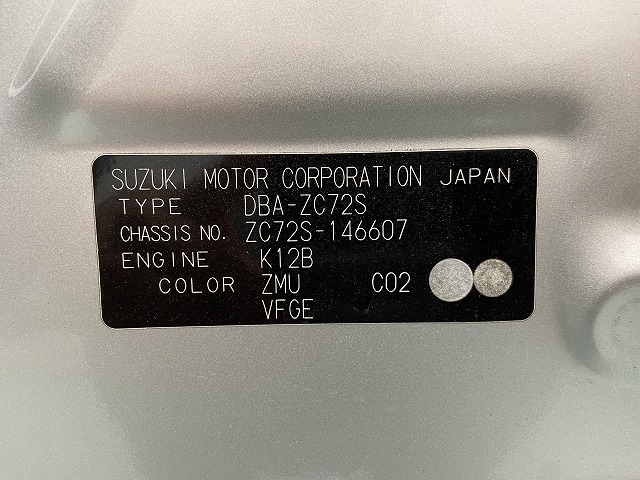 SUZUKI MOTOR CORPORATION JAPAN
TYPE DBA-ZC72S
CHASSIS NO. ZC72S-146607
ENGINE K12B
COLOR ZMU C02
VFGE